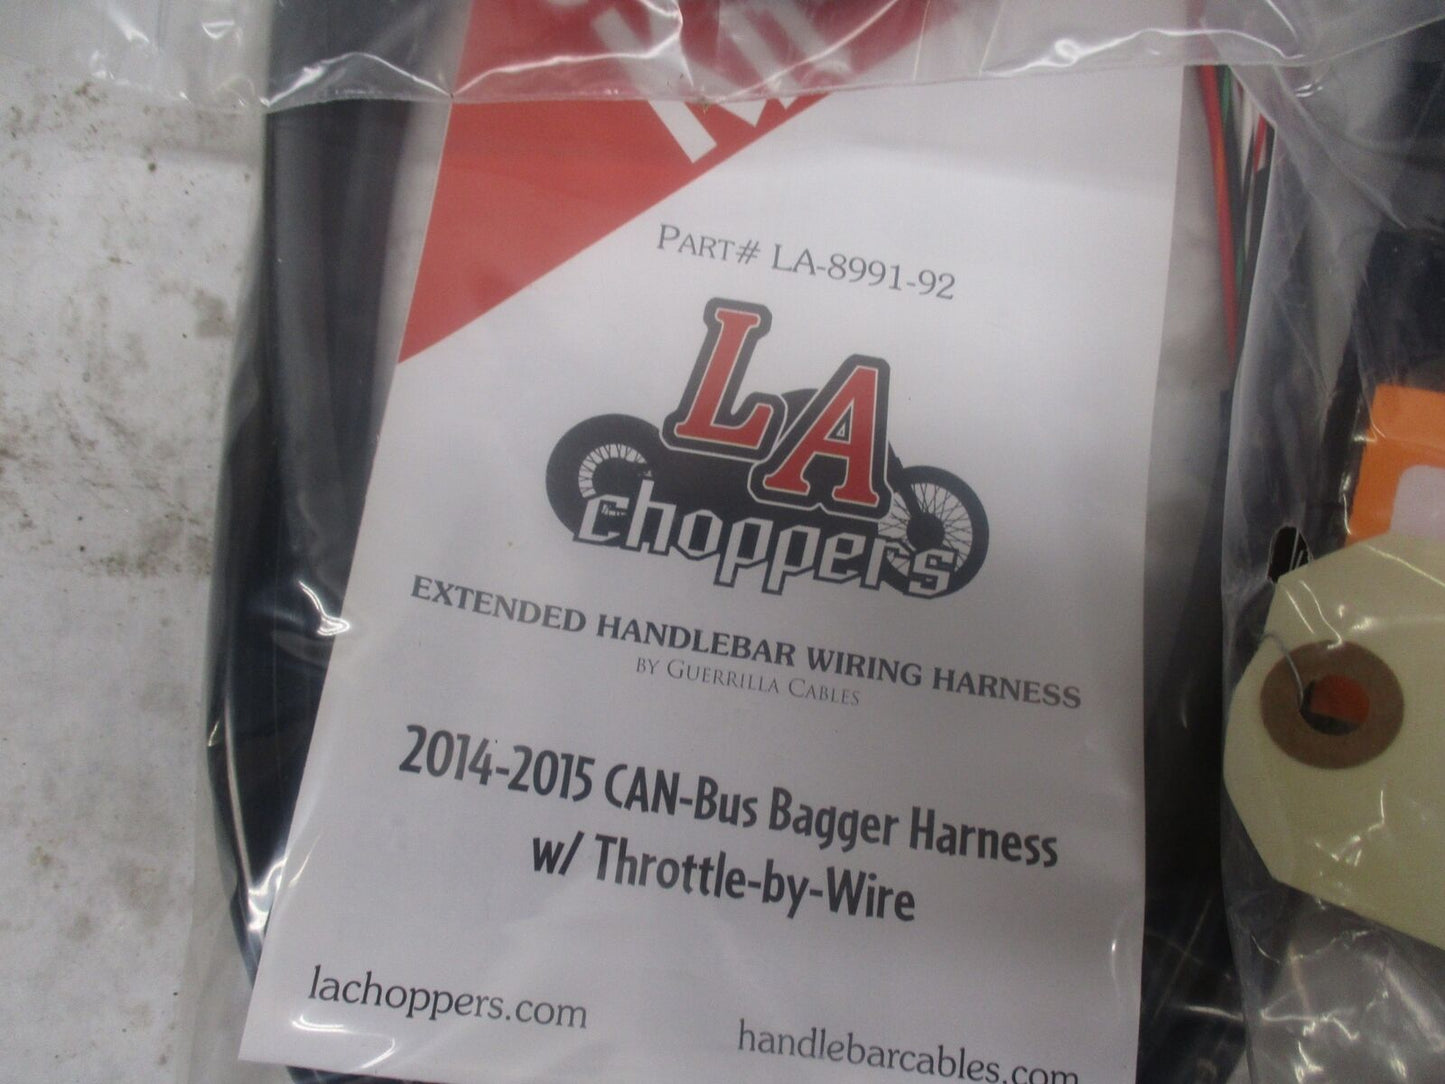 PART# LA-8991-92
LA
choppers
EXTENDED HANDLEBAR WIRING HARNESS
BY GUERRILLA CABLES
2014-2015 CAN-Bus Bagger Harness
w/ Throttle-by-Wire
lachoppers.com
handlebarcables.com